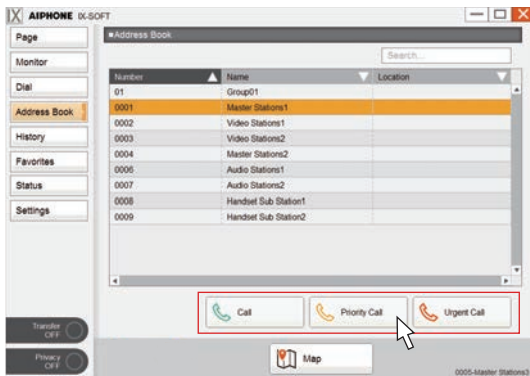 AIPHONE IX-SOFT
Page
Monitor
Dial
Address Book
History
Favorites
Status
Settings
Transfer OFF
Privacy OFF
■Address Book
Search...
Number Name Location
01 Group01
0001 Master Stations1
0002 Video Stations1
0003 Video Stations2
0004 Master Stations2
0006 Audio Stations1
0007 Audio Stations2
0008 Handset Sub Station1
0009 Handset Sub Station2
Call Priority Call Urgent Call
Map
0005-Master Stations3